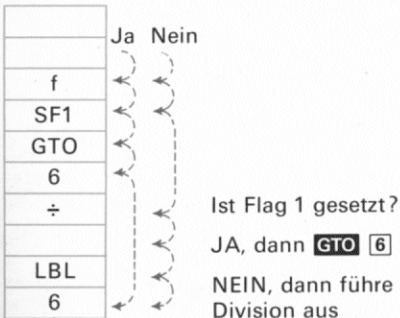 Ja Nein
f
SF1
GTO
6
÷
LBL
6
Ist Flag 1 gesetzt?
JA, dann GTO 6
NEIN, dann führe
Division aus